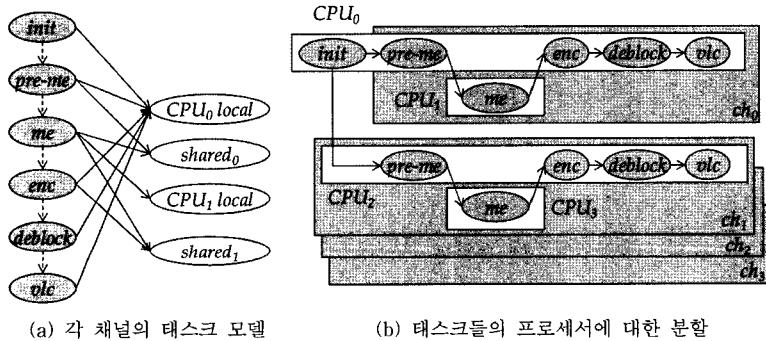 init
pre-me
me
enc
deblock
vlc
CPU0 local
shared0
CPU1 local
shared1
(a) 각 채널의 태스크 모델
CPU0
init
pre-me
enc
deblock
vlc
CPU1
me
ch0
pre-me
enc
deblock
vlc
CPU2
me
CPU3
ch1
ch2
ch3
(b) 태스크들의 프로세서에 대한 분할